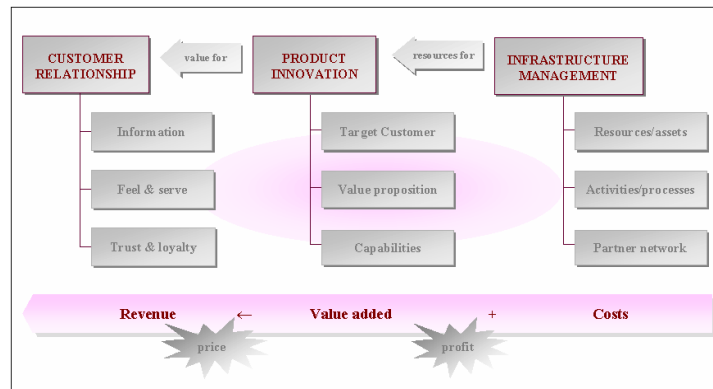 CUSTOMER
RELATIONSHIP
value for
PRODUCT
INNOVATION
resources for
INFRASTRUCTURE
MANAGEMENT
Information
Target Customer
Resources/assets
Feel & serve
Value proposition
Activities/processes
Trust & loyalty
Capabilities
Partner network
Revenue ← Value added + Costs
price
profit